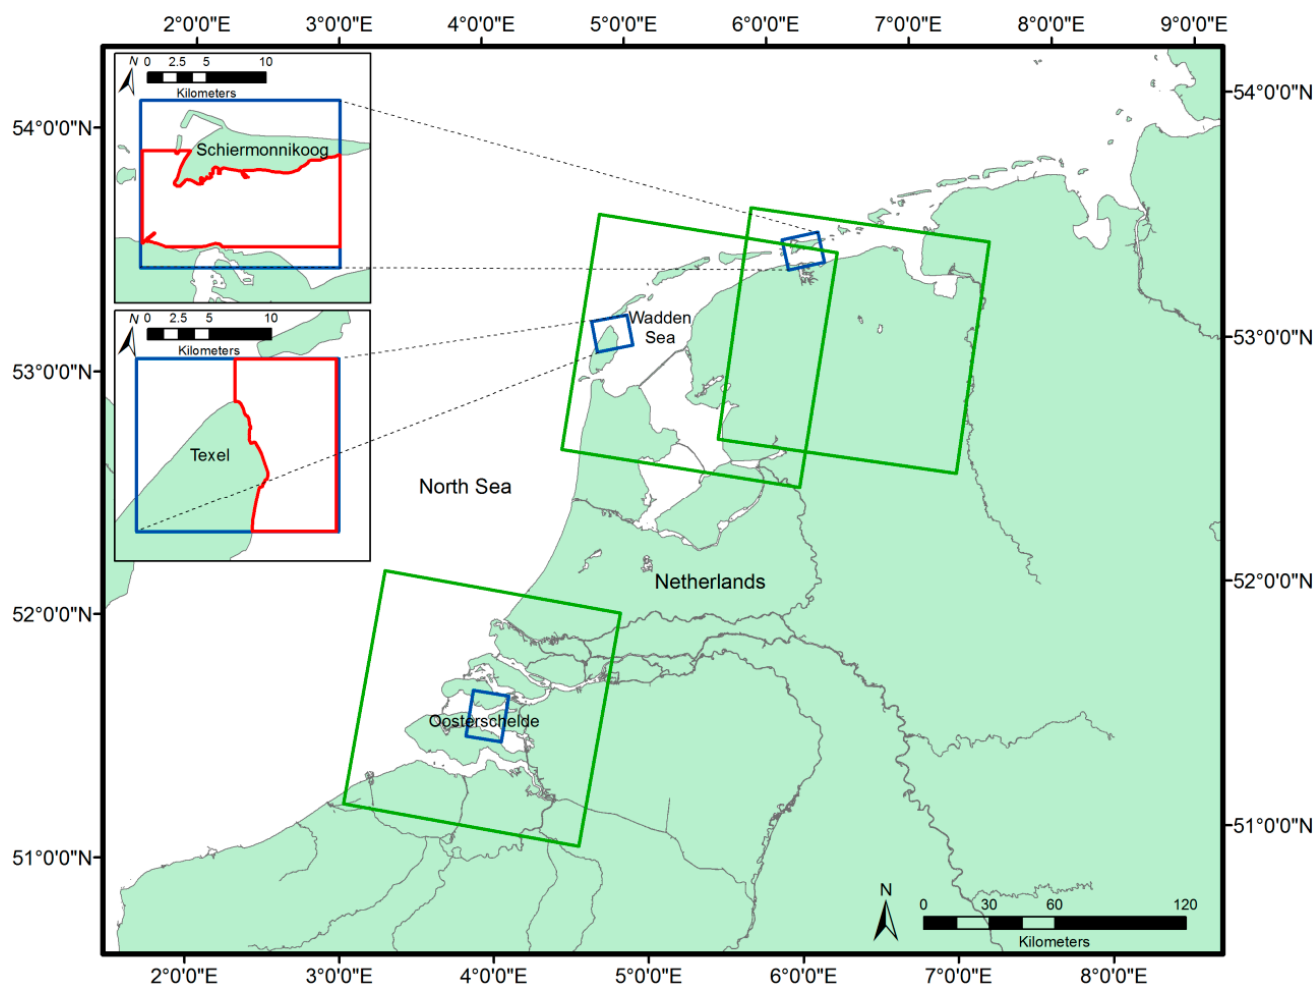 2°0'0"E 3°0'0"E 4°0'0"E 5°0'0"E 6°0'0"E 7°0'0"E 8°0'0"E 9°0'0"E
N 0 2.5 5 10
Kilometers
54°0'0"N
54°0'0"N
Schiermonnikoog
N 0 2.5 5 10
Kilometers
Wadden
Sea
53°0'0"N
53°0'0"N
Texel
North Sea
Netherlands
52°0'0"N
52°0'0"N
Oosterschelde
51°0'0"N
51°0'0"N
N
0 30 60 120
Kilometers
2°0'0"E 3°0'0"E 4°0'0"E 5°0'0"E 6°0'0"E 7°0'0"E 8°0'0"E